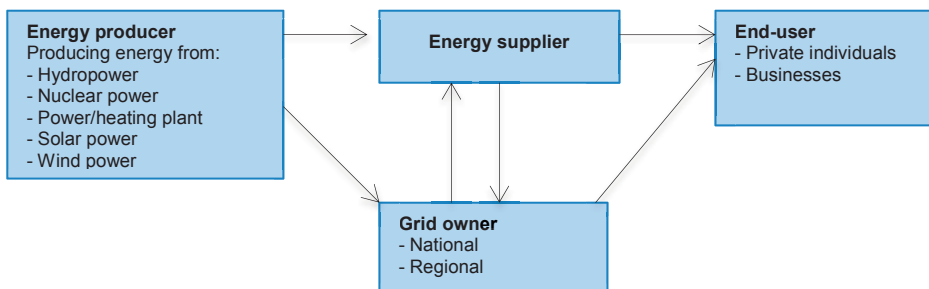 Energy producer
Producing energy from:
- Hydropower
- Nuclear power
- Power/heating plant
- Solar power
- Wind power
Energy supplier
End-user
- Private individuals
- Businesses
Grid owner
- National
- Regional